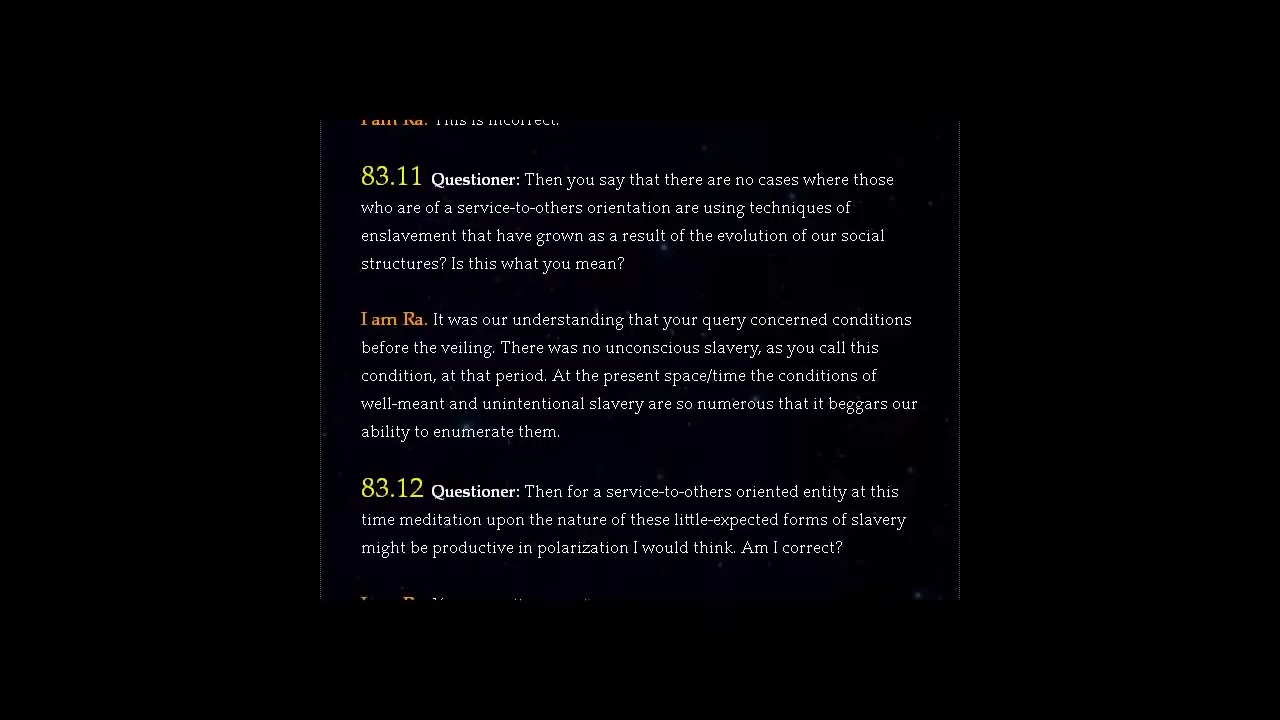 I am Ra. This is incorrect.
83.11 Questioner: Then you say that there are no cases where those
who are of a service-to-others orientation are using techniques of
enslavement that have grown as a result of the evolution of our social
structures? Is this what you mean?
I am Ra. It was our understanding that your query concerned conditions
before the veiling. There was no unconscious slavery, as you call this
condition, at that period. At the present space/time the conditions of
well-meant and unintentional slavery are so numerous that it beggars our
ability to enumerate them.
83.12 Questioner: Then for a service-to-others oriented entity at this
time meditation upon the nature of these little-expected forms of slavery
might be productive in polarization I would think. Am I correct?